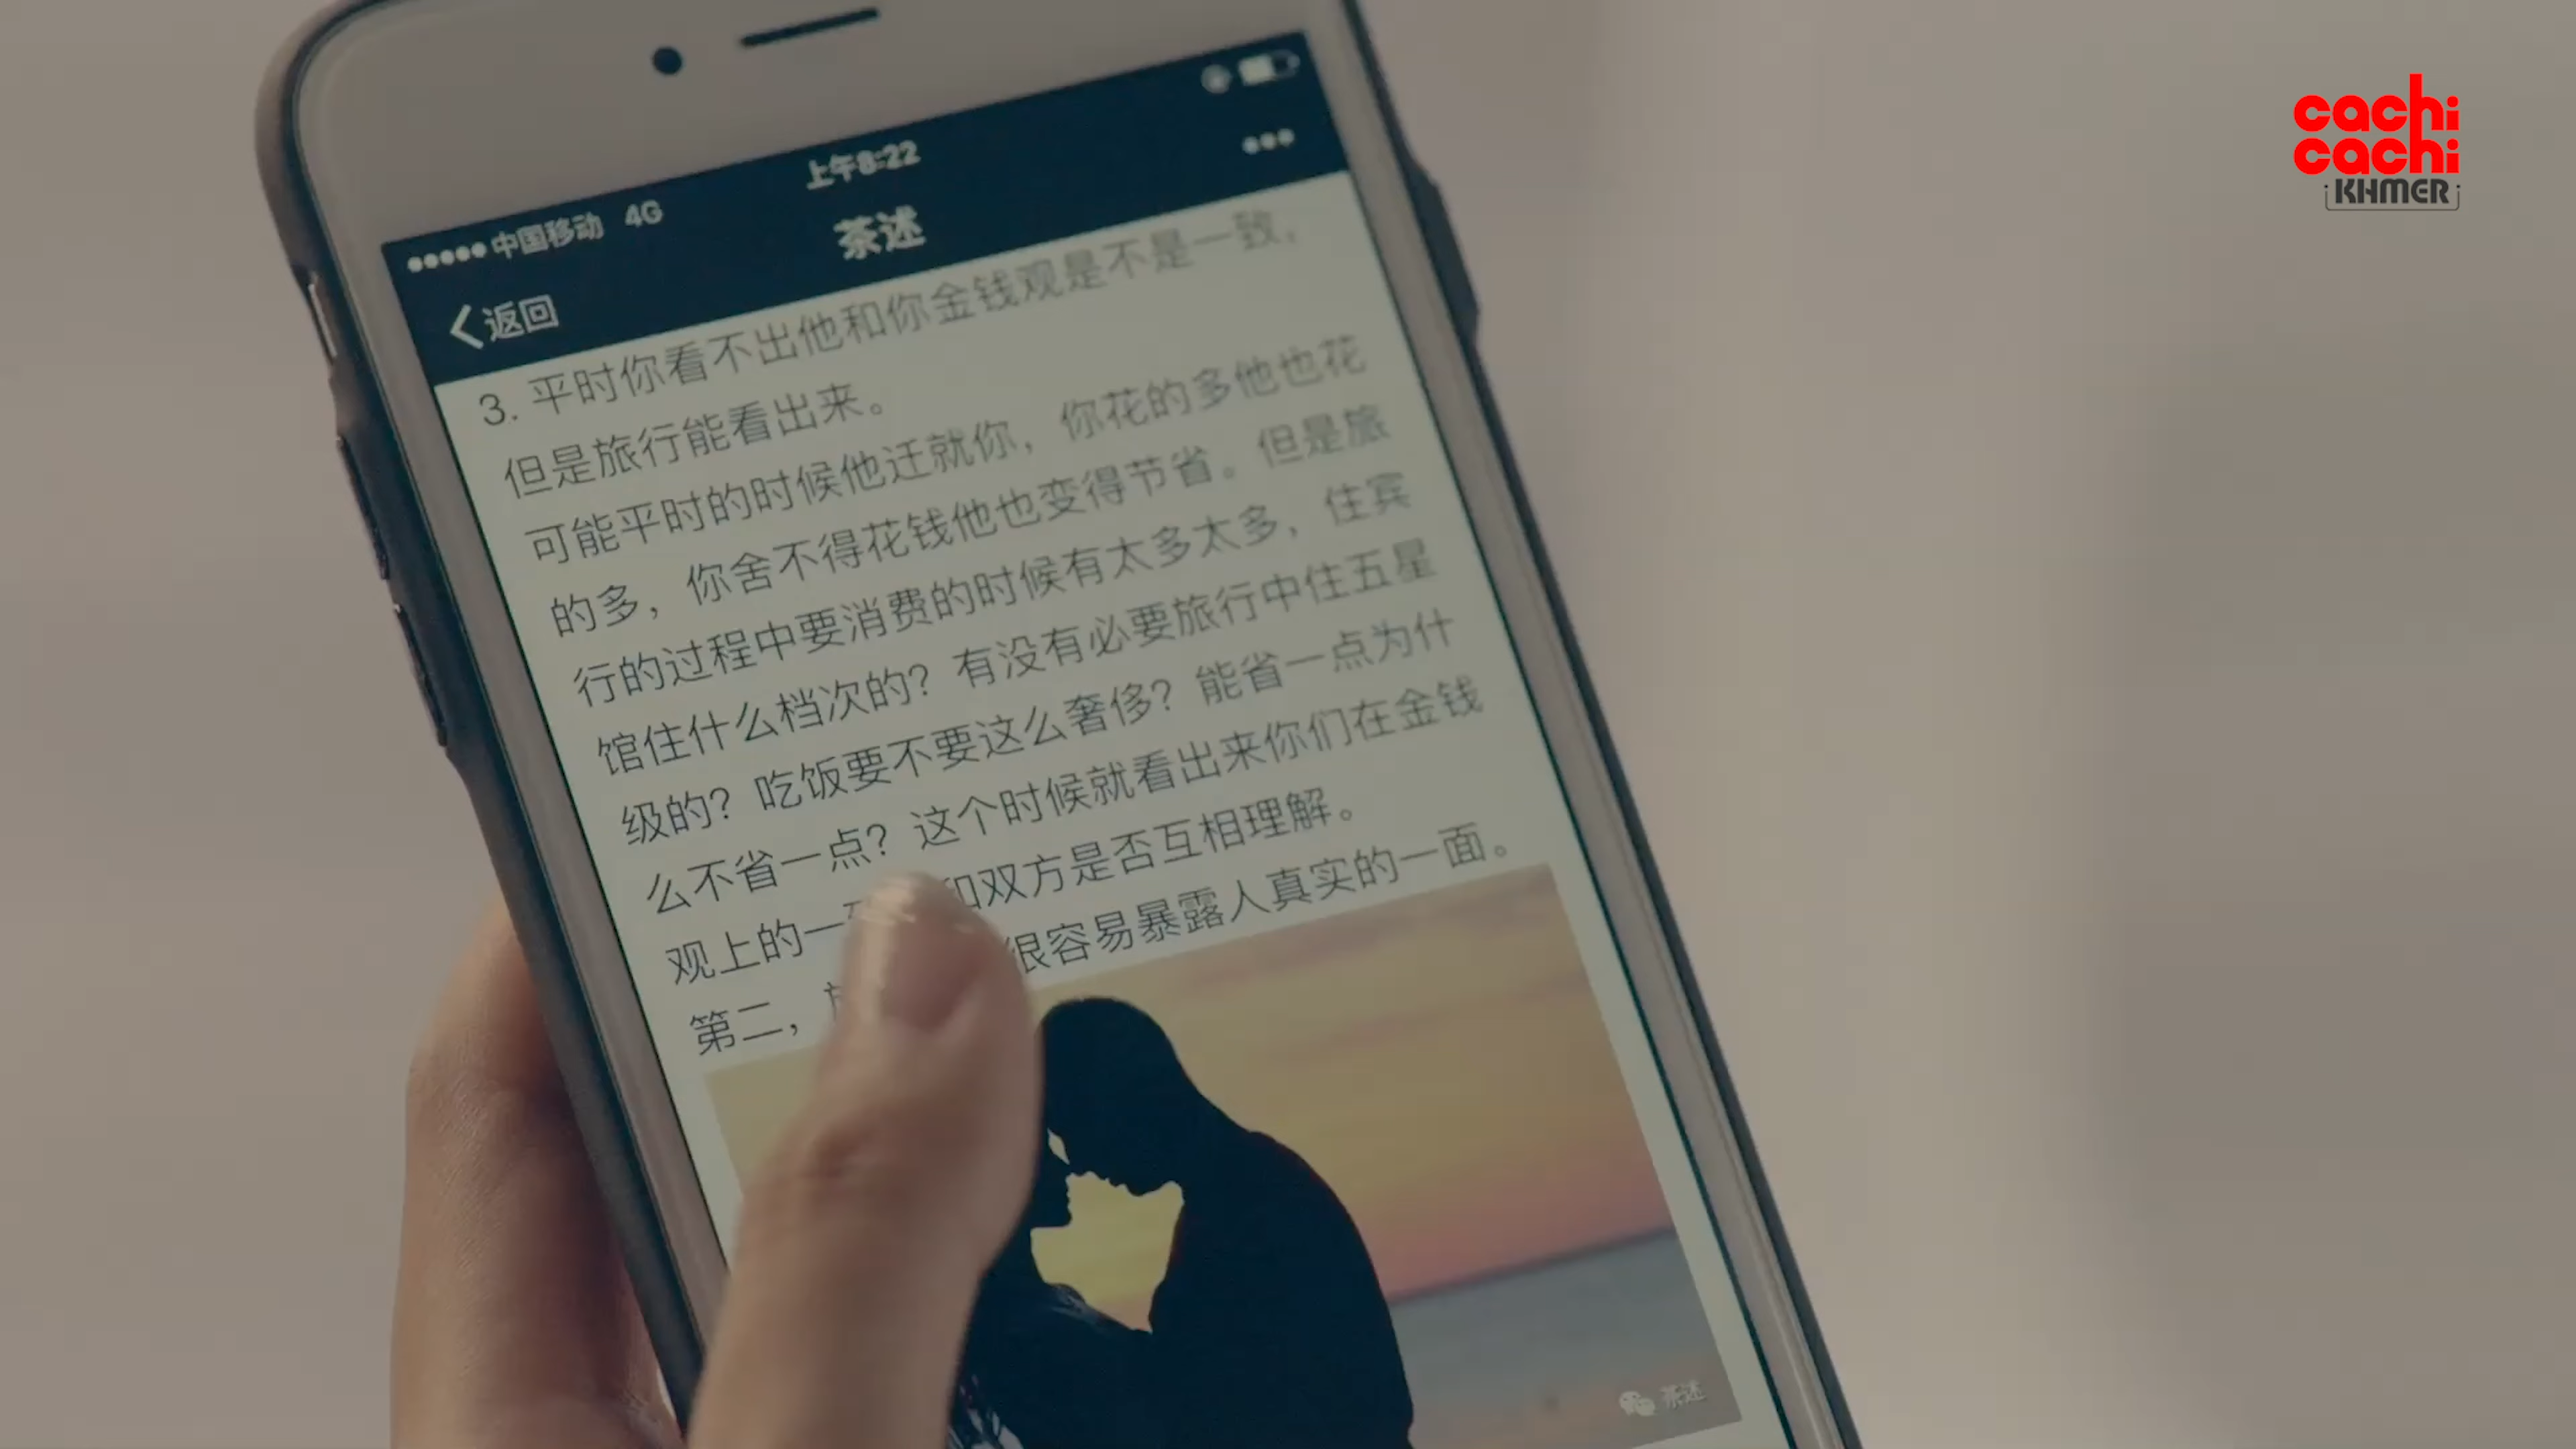 中国移动 4G
上午8:22
返回
茶述
3. 平时你看不出他和你金钱观是不是一致，
但是旅行能看出来。
可能平时的时候他迁就你，你花的多他也花
的多，你舍不得花钱他也变得节省。但是旅
行的过程中要消费的时候有太多太多，住宾
馆住什么档次的？有没有必要旅行中住五星
级的？吃饭要不要这么奢侈？能省一点为什
么不省一点？这个时候就看出来你们在金钱
观上的一 和双方是否互相理解。
第二， 很容易暴露人真实的一面。
茶述
cachi
cachi
KHMER